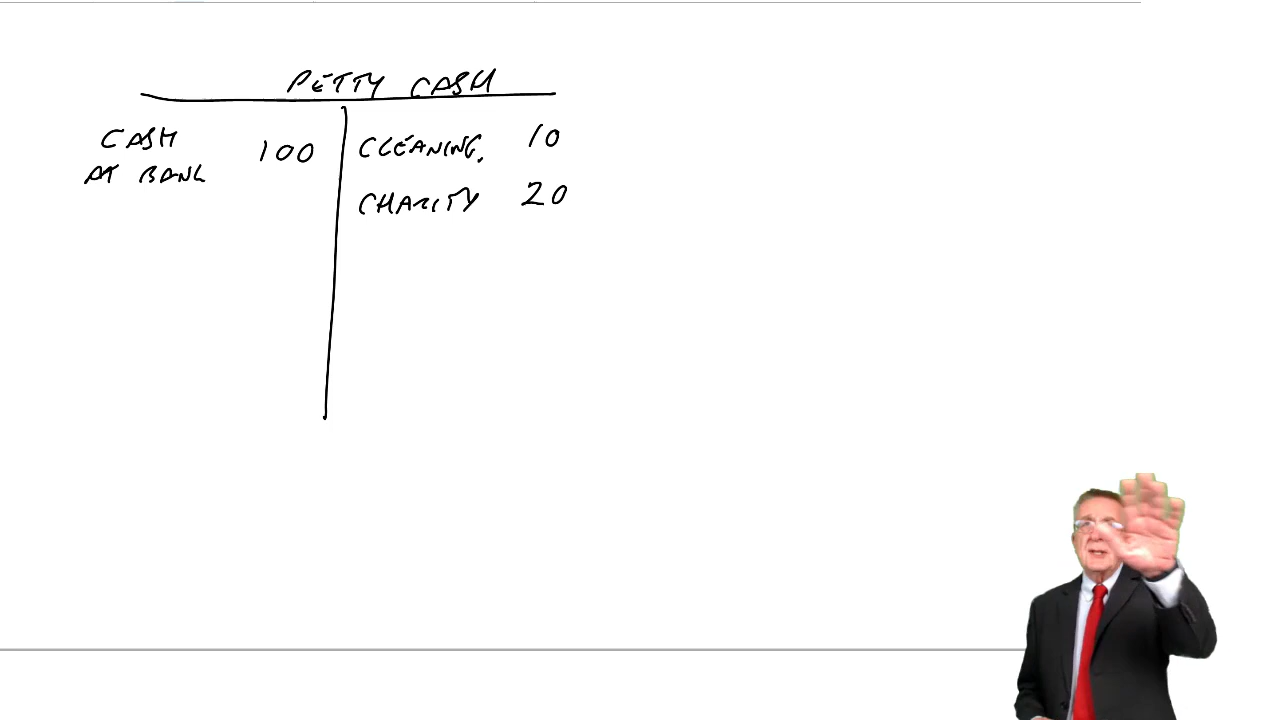 PETTY CASH
CASH
AT BANK 100
CLEANING. 10
CHARITY 20